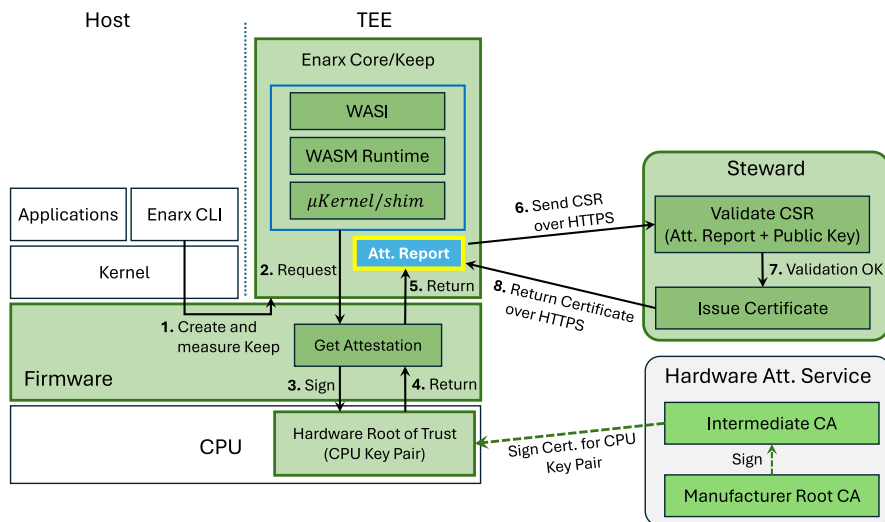 Host
TEE
Enarx Core/Keep
WASI
WASM Runtime
μKernel/shim
Applications
Enarx CLI
Kernel
Att. Report
2. Request
5. Return
1. Create and
measure Keep
Get Attestation
Firmware
3. Sign
4. Return
CPU
Hardware Root of Trust
(CPU Key Pair)
6. Send CSR
over HTTPS
8. Return Certificate
over HTTPS
Steward
Validate CSR
(Att. Report + Public Key)
7. Validation OK
Issue Certificate
Hardware Att. Service
Intermediate CA
Sign
Manufacturer Root CA
Sign Cert. for CPU
Key Pair